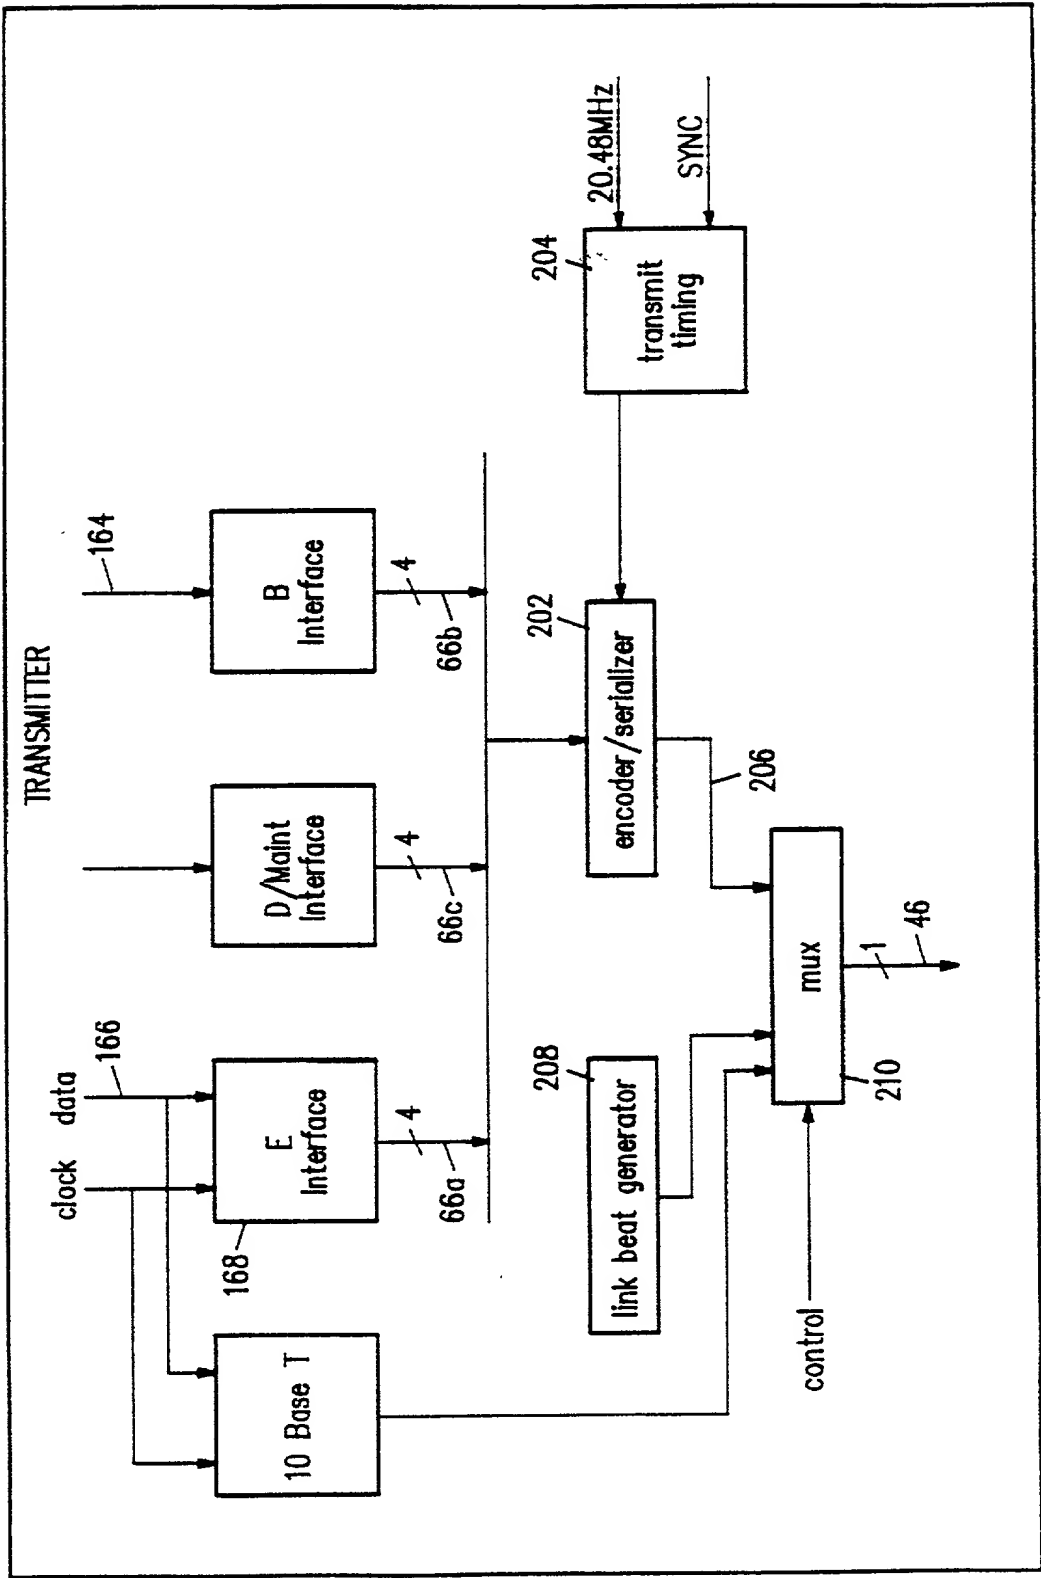 TRANSMITTER
clock
data
166
164
10 Base T
E
Interface
168
D/Maint
Interface
B
Interface
4
66a
4
66c
4
66b
link beat generator
208
encoder/serializer
202
transmit
timing
204
20.48MHz
SYNC
206
control
mux
210
1
46